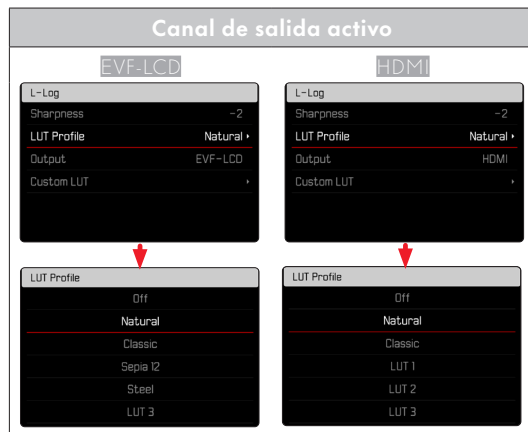 Canal de salida activo
EVF-LCD
L-Log
Sharpness -2
LUT Profile Natural
Output EVF-LCD
Custom LUT
LUT Profile
Off
Natural
Classic
Sepia 12
Steel
LUT 3
HDMI
L-Log
Sharpness -2
LUT Profile Natural
Output HDMI
Custom LUT
LUT Profile
Off
Natural
Classic
LUT 1
LUT 2
LUT 3